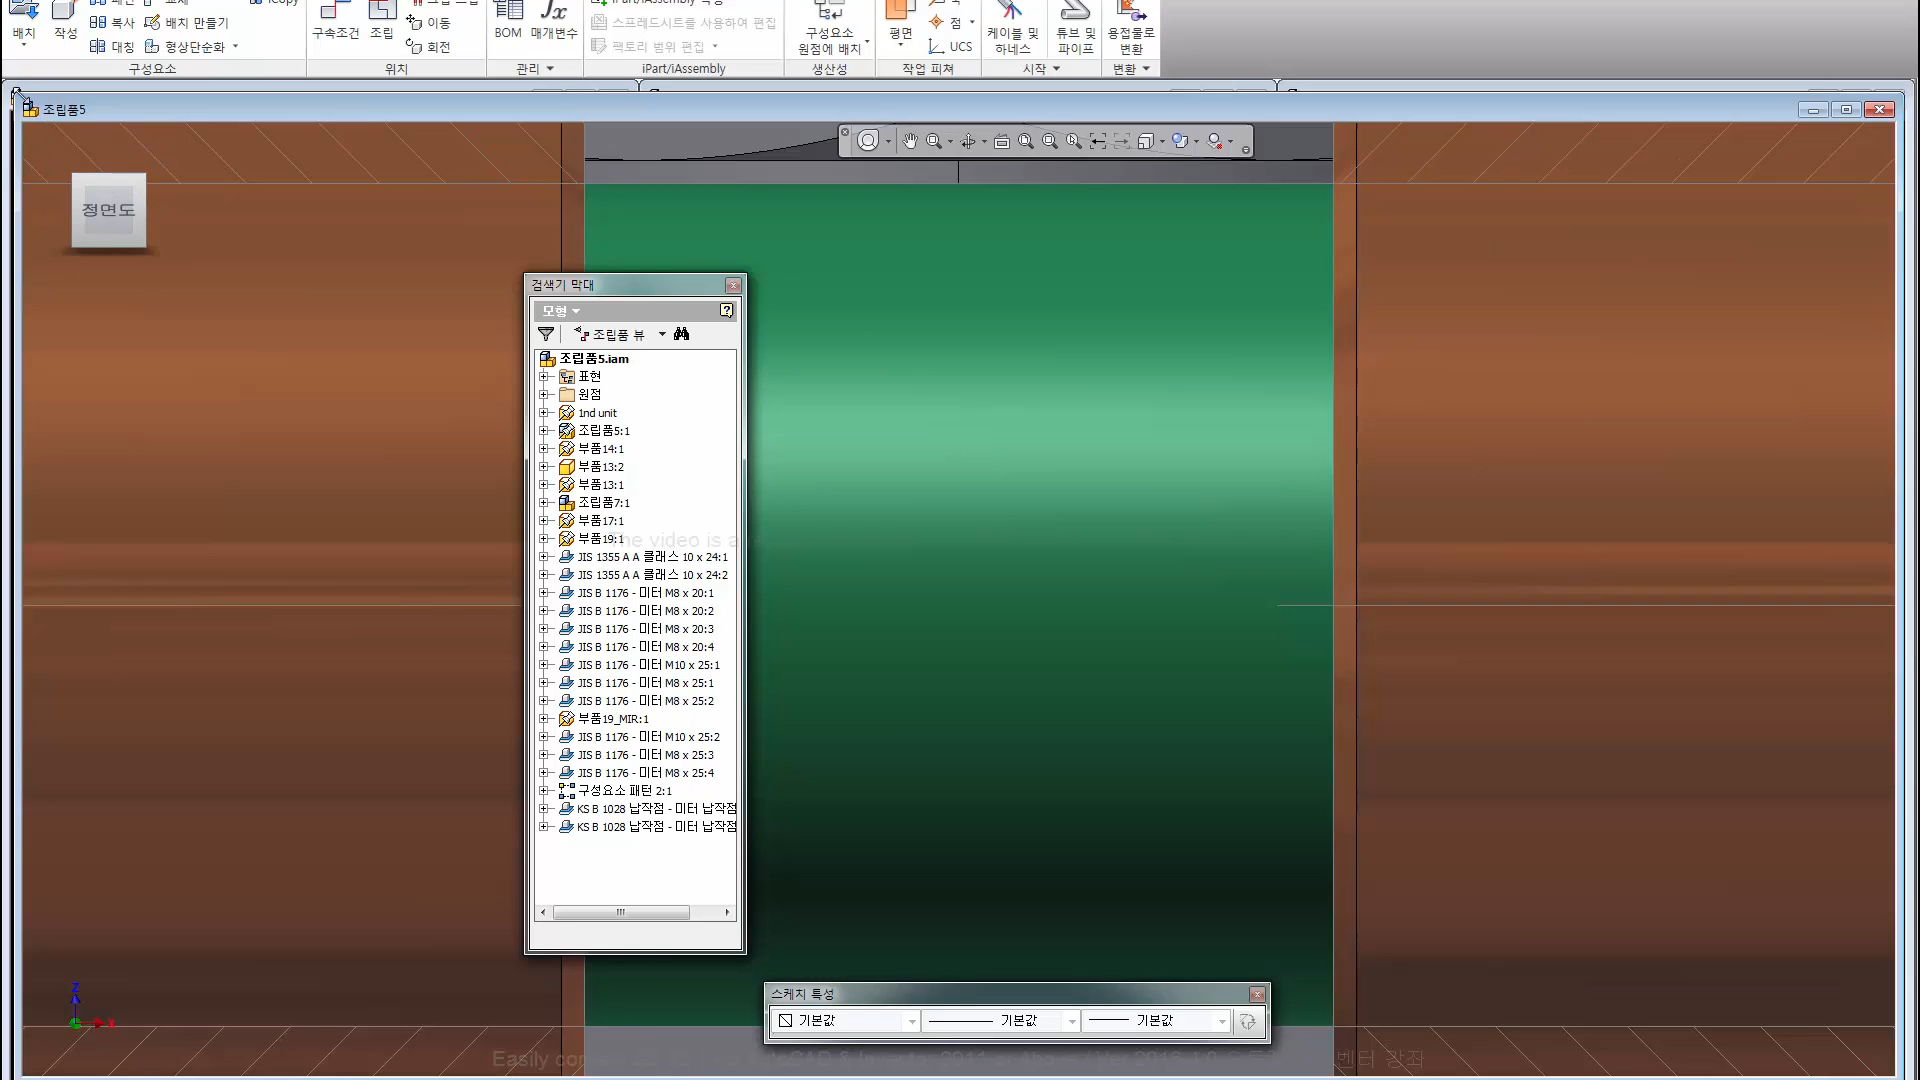 배치
작성
복사
대칭
배치 만들기
형상단순화
구속조건
조립
이동
회전
BOM
매개변수
스프레드시트를 사용하여 편집
팩토리 범위 편집
구성요소
원점에 배치
평면
점
UCS
케이블 및
하네스
튜브 및
파이프
용접물로
변환
구성요소
위치
관리
iPart/iAssembly
생산성
작업 피쳐
시작
변환
조립품5
정면도
검색기 막대
모형
조립품 뷰
조립품5.iam
표현
원점
1nd unit
조립품5:1
부품14:1
부품13:2
부품13:1
조립품7:1
부품17:1
부품19:1
JIS 1355 A A 클래스 10 x 24:1
JIS 1355 A A 클래스 10 x 24:2
JIS B 1176 - 미터 M8 x 20:1
JIS B 1176 - 미터 M8 x 20:2
JIS B 1176 - 미터 M8 x 20:3
JIS B 1176 - 미터 M8 x 20:4
JIS B 1176 - 미터 M10 x 25:1
JIS B 1176 - 미터 M8 x 25:1
JIS B 1176 - 미터 M8 x 25:2
부품19_MIR:1
JIS B 1176 - 미터 M10 x 25:2
JIS B 1176 - 미터 M8 x 25:3
JIS B 1176 - 미터 M8 x 25:4
구성요소 패턴 2:1
KS B 1028 납작점 - 미터 납작점
KS B 1028 납작점 - 미터 납작점
The video is a
스케치 특성
기본값
기본값
기본값
Z
X
Easily
벤터 강좌